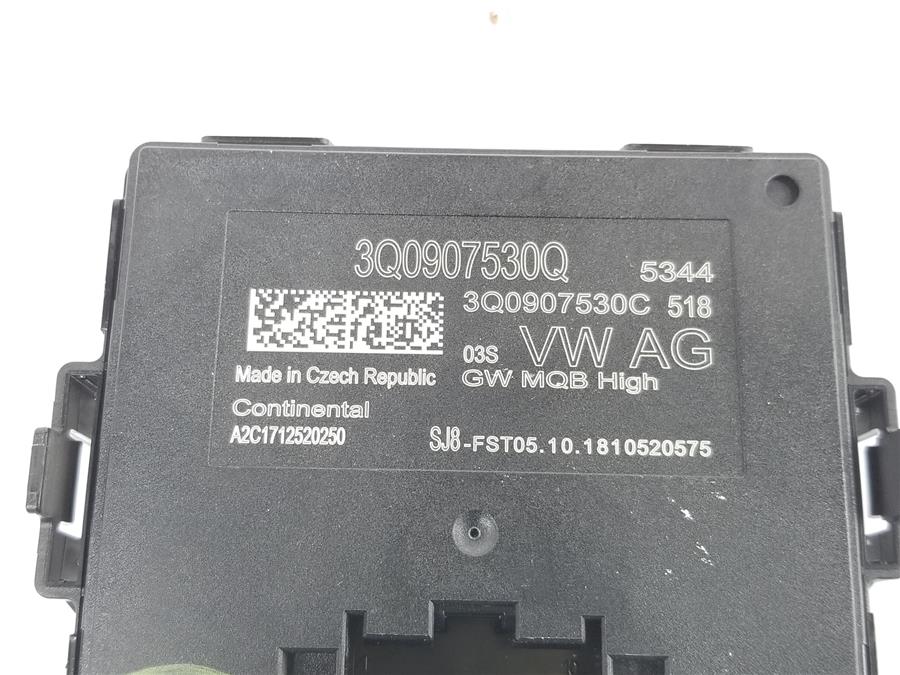 3Q0907530Q 5344
3Q0907530C 518
03S VW AG
Made in Czech Republic GW MQB High
Continental
A2C1712520250 SJ8-FST05.10.1810520575